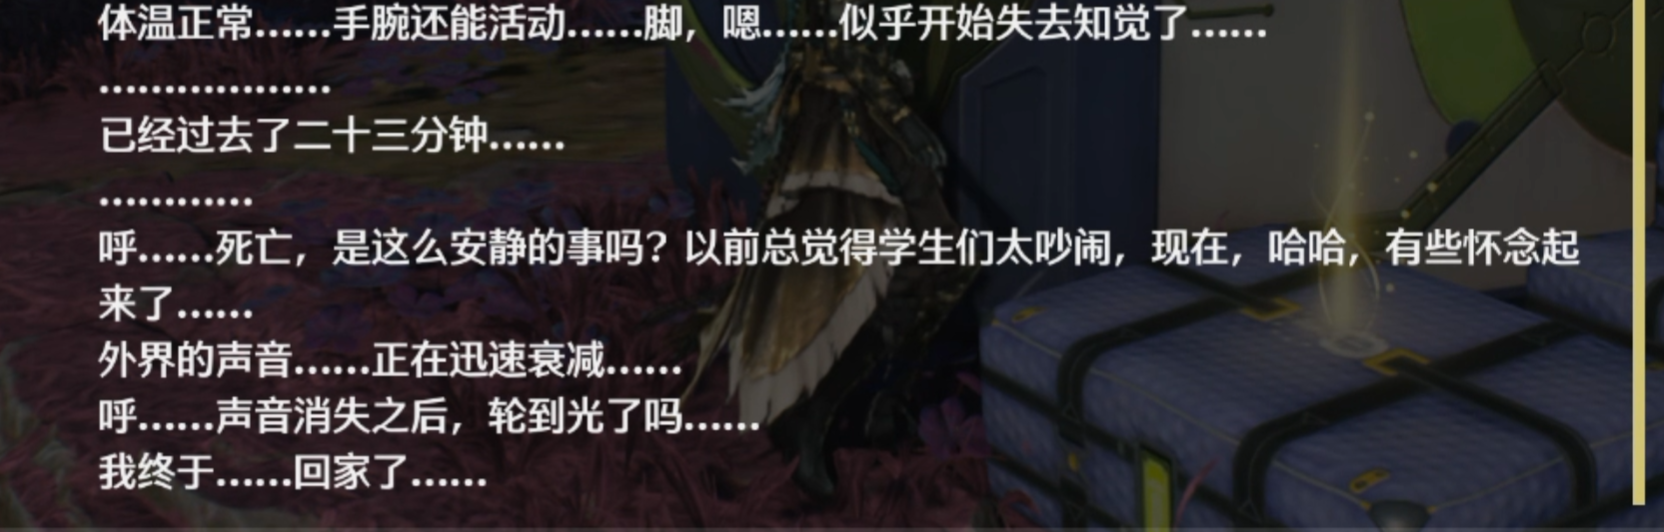 体温正常……手腕还能活动……脚，嗯……似乎开始失去知觉了……
………………
已经过去了二十三分钟……
…………
呼……死亡，是这么安静的事吗？以前总觉得学生们太吵闹，现在，哈哈，有些怀念起
来了……
外界的声音……正在迅速衰减……
呼……声音消失之后，轮到光了吗……
我终于……回家了……